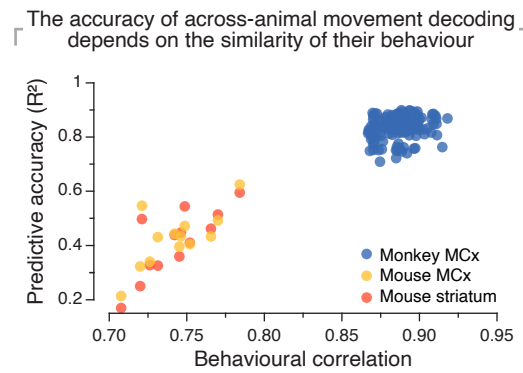 The accuracy of across-animal movement decoding
depends on the similarity of their behaviour
Predictive accuracy (R²)
1
0.8
0.6
0.4
0.2
Monkey MCx
Mouse MCx
Mouse striatum
0.70 0.75 0.80 0.85 0.90 0.95
Behavioural correlation